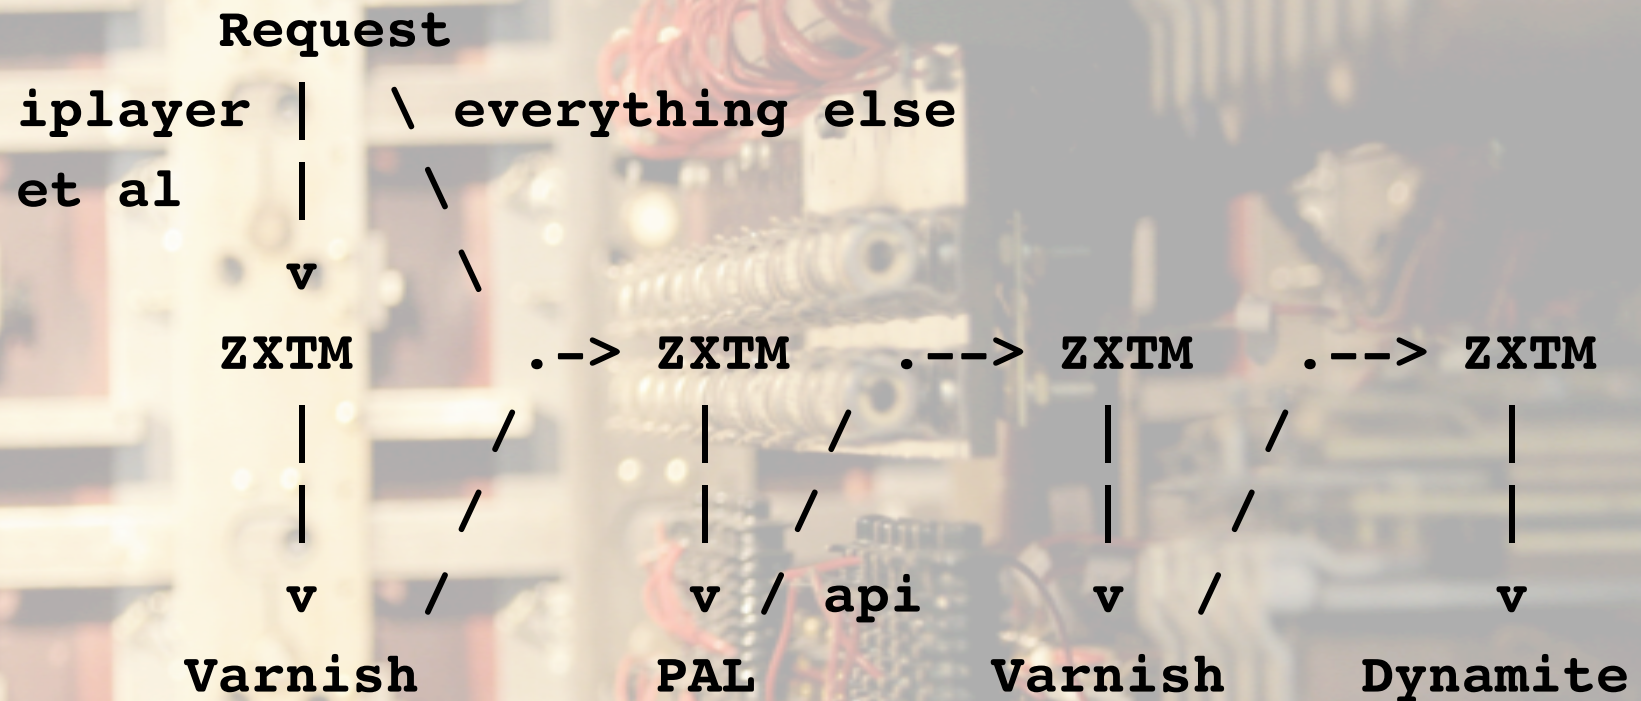 Request
iplayer | \ everything else
et al | \
v \
ZXTM .-> ZXTM .--> ZXTM .--> ZXTM
| / | / | / |
| / | / | / |
v / v / api v / v
Varnish PAL Varnish Dynamite